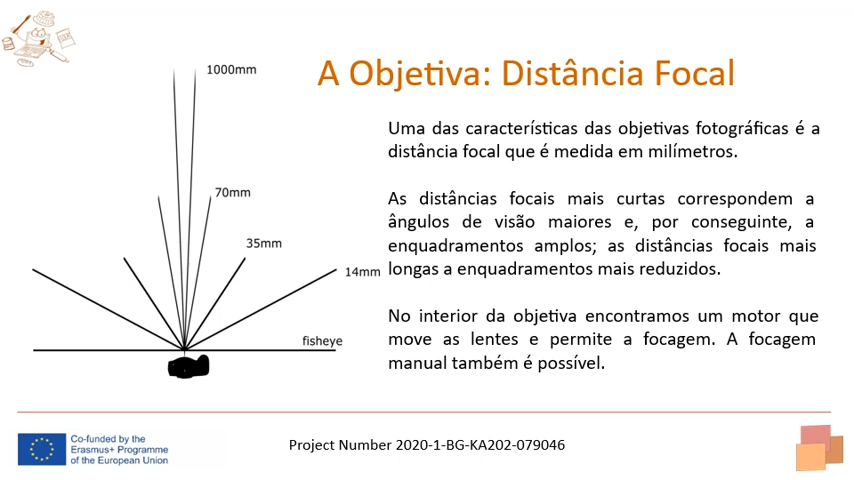 A Objetiva: Distância Focal
1000mm
70mm
35mm
14mm
fisheye
Uma das características das objetivas fotográficas é a
distância focal que é medida em milímetros.
As distâncias focais mais curtas correspondem a
ângulos de visão maiores e, por conseguinte, a
enquadramentos amplos; as distâncias focais mais
longas a enquadramentos mais reduzidos.
No interior da objetiva encontramos um motor que
move as lentes e permite a focagem. A focagem
manual também é possível.
Co-funded by the
Erasmus+ Programme
of the European Union
Project Number 2020-1-BG-KA202-079046